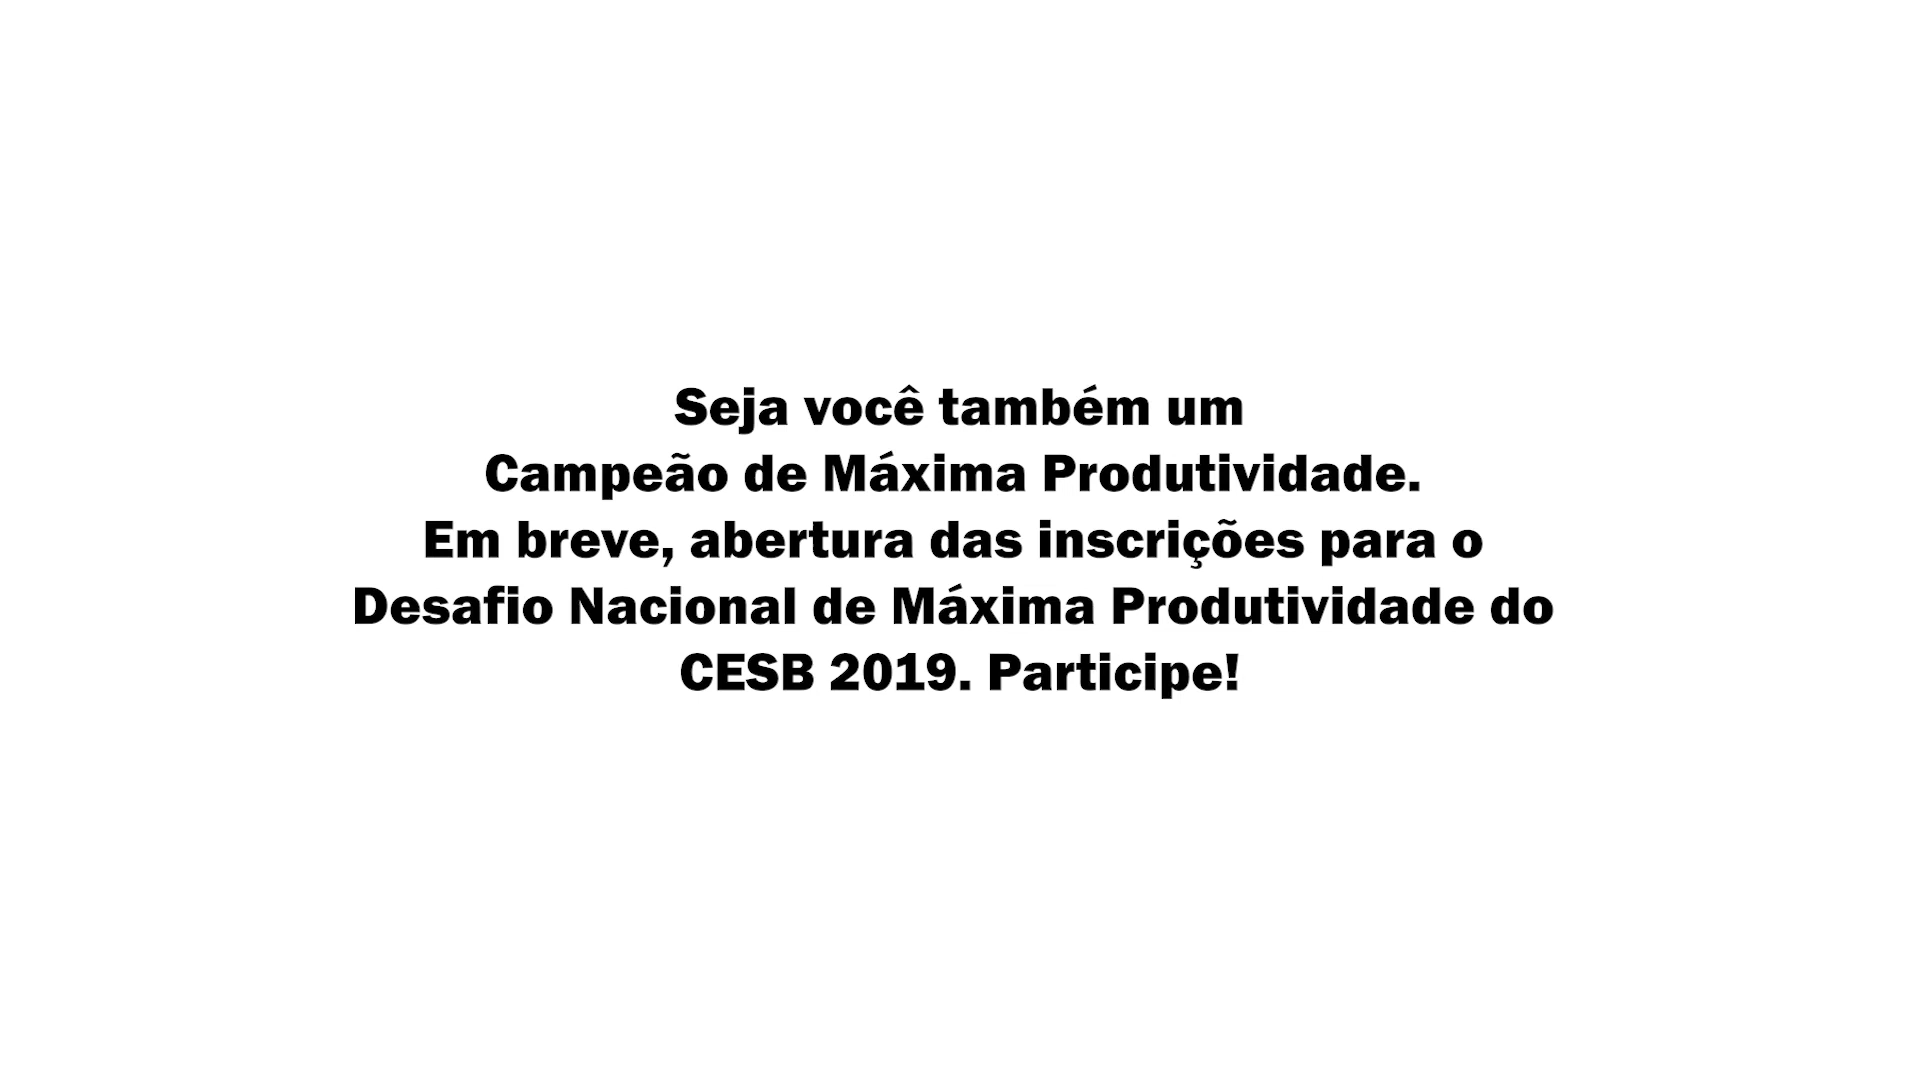 Seja você também um
Campeão de Máxima Produtividade.
Em breve, abertura das inscrições para o
Desafio Nacional de Máxima Produtividade do
CESB 2019. Participe!